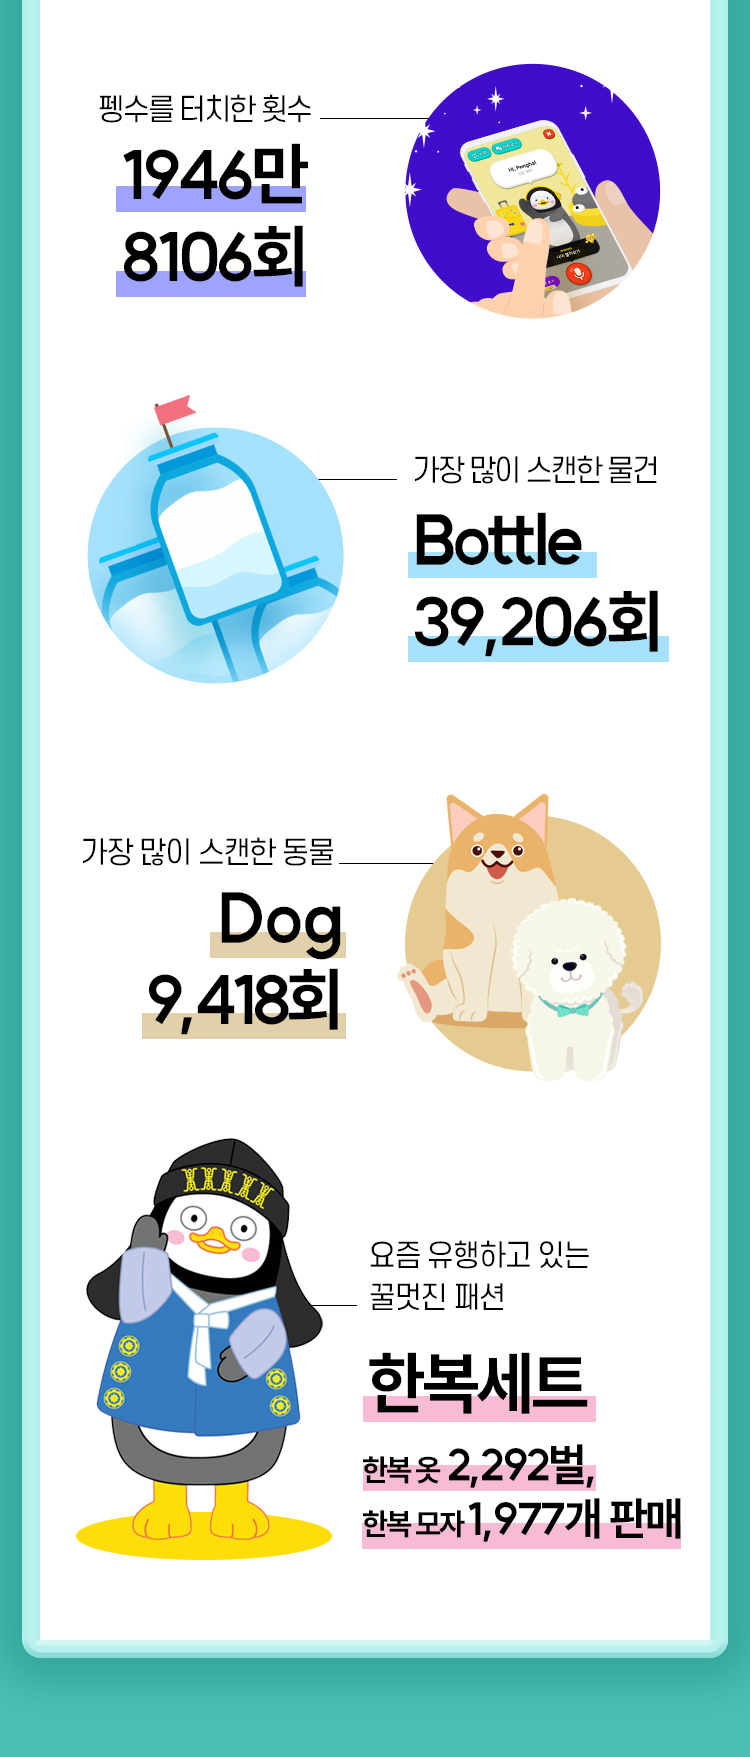 펭수를 터치한 횟수
1946만
8106회
Hi, Pengha!
가장 많이 스캔한 물건
Bottle
39,206회
가장 많이 스캔한 동물
Dog
9,418회
요즘 유행하고 있는
꿀멋진 패션
한복세트
한복 옷 2,292벌,
한복 모자 1,977개 판매